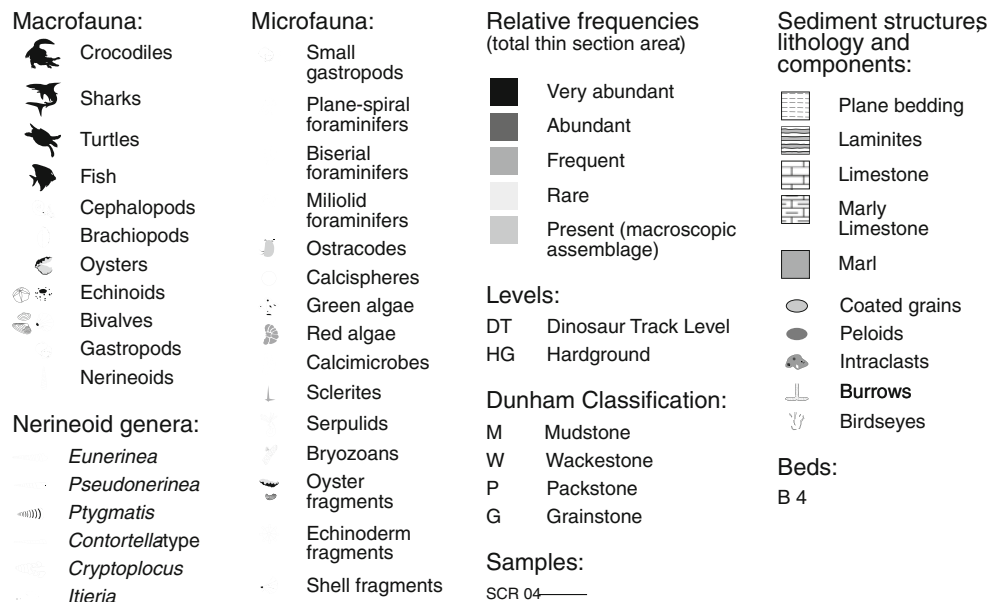 Macrofauna:
Crocodiles
Sharks
Turtles
Fish
Cephalopods
Brachiopods
Oysters
Echinoids
Bivalves
Gastropods
Nerineoids
Nerineoid genera:
Eunerinea
Pseudonerinea
Ptygmatis
Contortellatype
Cryptoplocus
Itieria
Microfauna:
Small
gastropods
Plane-spiral
foraminifers
Biserial
foraminifers
Miliolid
foraminifers
Ostracodes
Calcispheres
Green algae
Red algae
Calcimicrobes
Sclerites
Serpulids
Bryozoans
Oyster
fragments
Echinoderm
fragments
Shell fragments
Relative frequencies
(total thin section area):
Very abundant
Abundant
Frequent
Rare
Present (macroscopic
assemblage)
Levels:
DT Dinosaur Track Level
HG Hardground
Dunham Classification:
M Mudstone
W Wackestone
P Packstone
G Grainstone
Samples:
SCR 04
Sediment structures,
lithology and
components:
Plane bedding
Laminites
Limestone
Marly
Limestone
Marl
Coated grains
Peloids
Intraclasts
Burrows
Birdseyes
Beds:
B 4